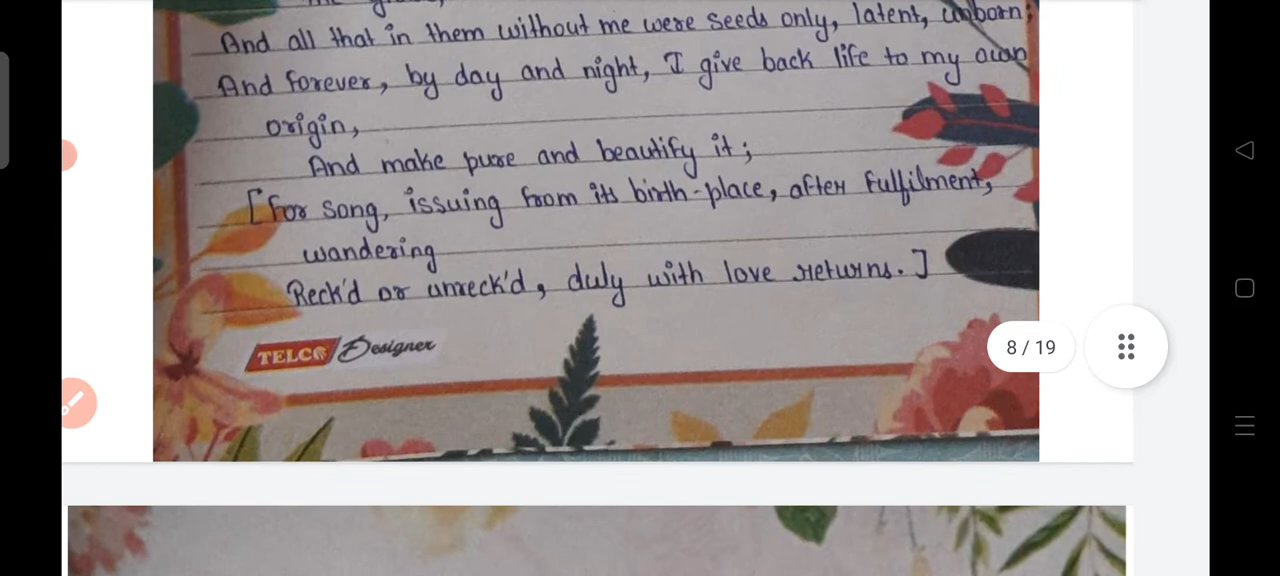 And all that in them without me were seeds only, latent, unborn;
And forever, by day and night, I give back life to my own
origin,
And make pure and beautify it;
[For song, issuing from its birth-place, after fulfilment,
wandering
Reck'd or unreck'd, duly with love returns.]
TELCO Designer
8 / 19